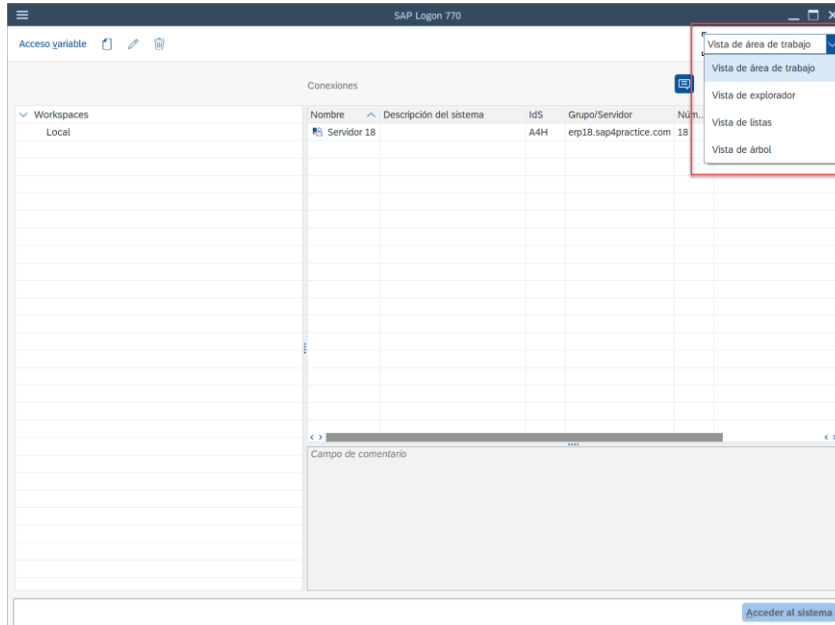 SAP Logon 770
Acceso variable
Vista de área de trabajo
Vista de área de trabajo
Vista de explorador
Vista de listas
Vista de árbol
Conexiones
Workspaces
Local
Nombre Descripción del sistema IdS Grupo/Servidor Núm..
Servidor 18 A4H erp18.sap4practice.com 18
Campo de comentario
Acceder al sistema